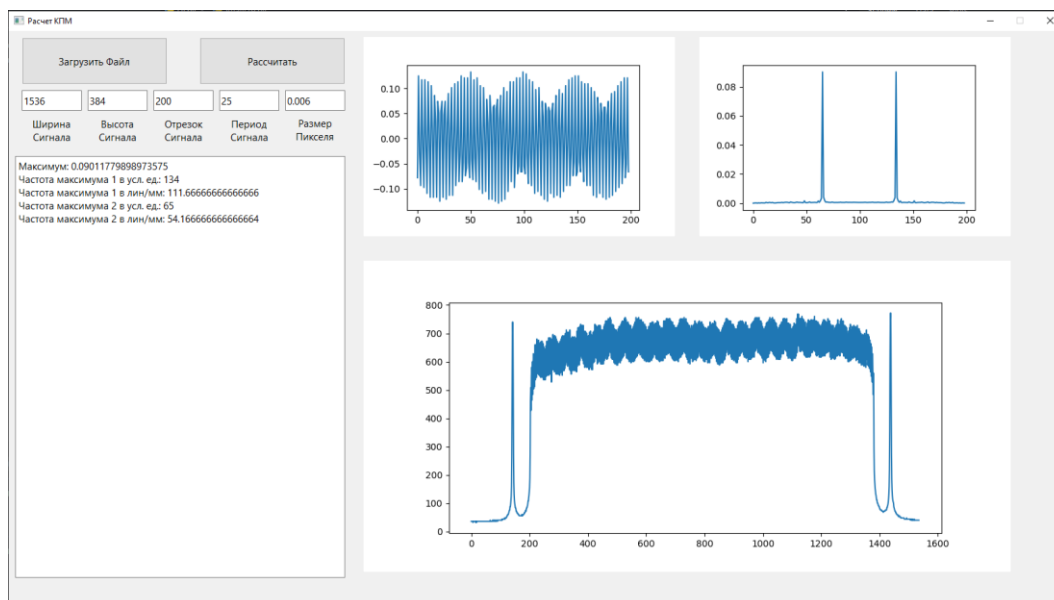 Расчет КПМ
Загрузить Файл
Рассчитать
1536
384
200
25
0.006
Ширина Сигнала
Высота Сигнала
Отрезок Сигнала
Период Сигнала
Размер Пикселя
Максимум: 0.09011779898973575
Частота максимума 1 в усл. ед.: 134
Частота максимума 1 в лин/мм: 111.66666666666666
Частота максимума 2 в усл. ед.: 65
Частота максимума 2 в лин/мм: 54.166666666666664
0.10
0.05
0.00
−0.05
−0.10
0 50 100 150 200
0.08
0.06
0.04
0.02
0.00
0 50 100 150 200
800
700
600
500
400
300
200
100
0
0 200 400 600 800 1000 1200 1400 1600